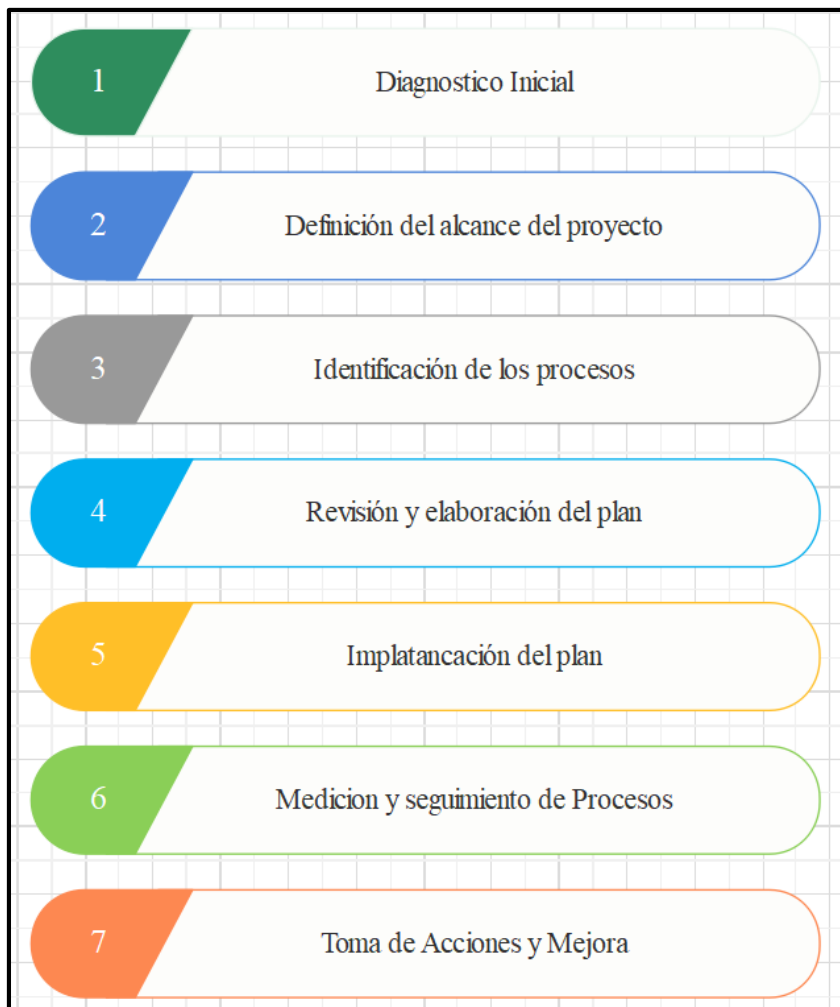 1 Diagnostico Inicial
2 Definición del alcance del proyecto
3 Identificación de los procesos
4 Revisión y elaboración del plan
5 Implatancación del plan
6 Medicion y seguimiento de Procesos
7 Toma de Acciones y Mejora